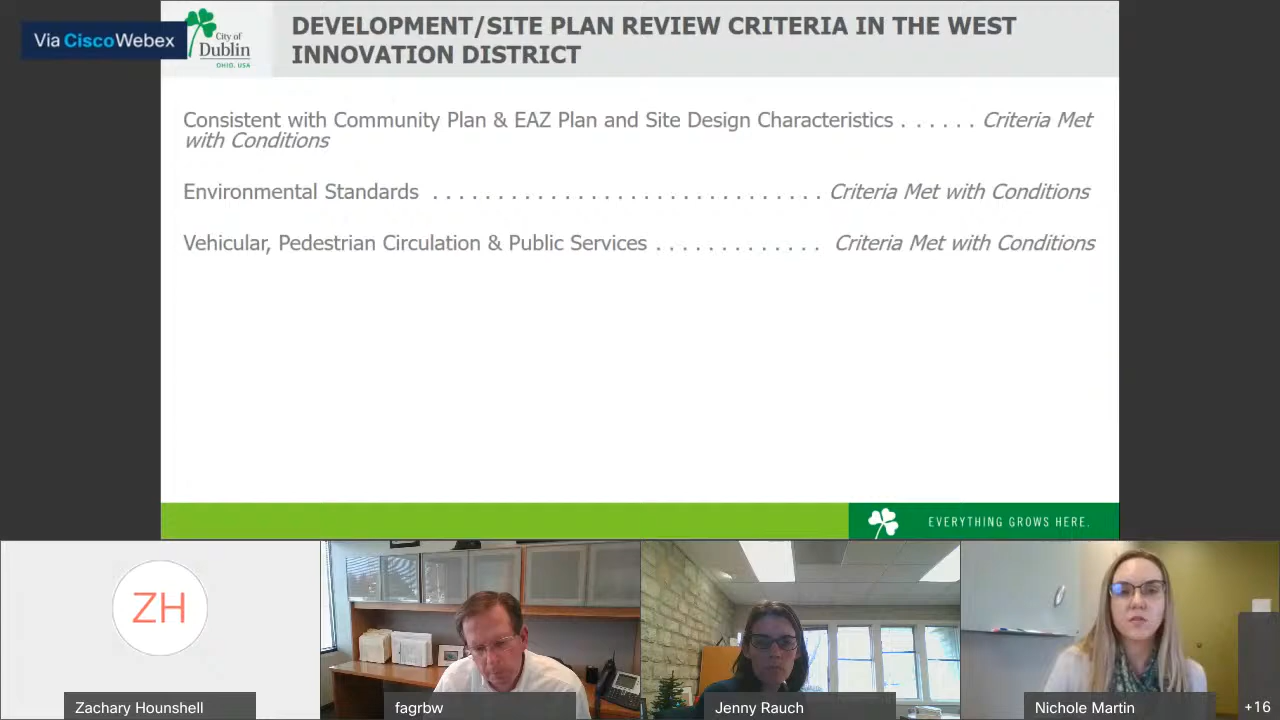 Via CiscoWebex
City of
Dublin
OHIO, USA
DEVELOPMENT/SITE PLAN REVIEW CRITERIA IN THE WEST
INNOVATION DISTRICT
Consistent with Community Plan & EAZ Plan and Site Design Characteristics . . . . . . Criteria Met
with Conditions
Environmental Standards . . . . . . . . . . . . . . . . . . . . . . . . . . . . . . Criteria Met with Conditions
Vehicular, Pedestrian Circulation & Public Services . . . . . . . . . . . . . Criteria Met with Conditions
EVERYTHING GROWS HERE.
ZH
Zachary Hounshell
fagrbw
Jenny Rauch
Nichole Martin
+16